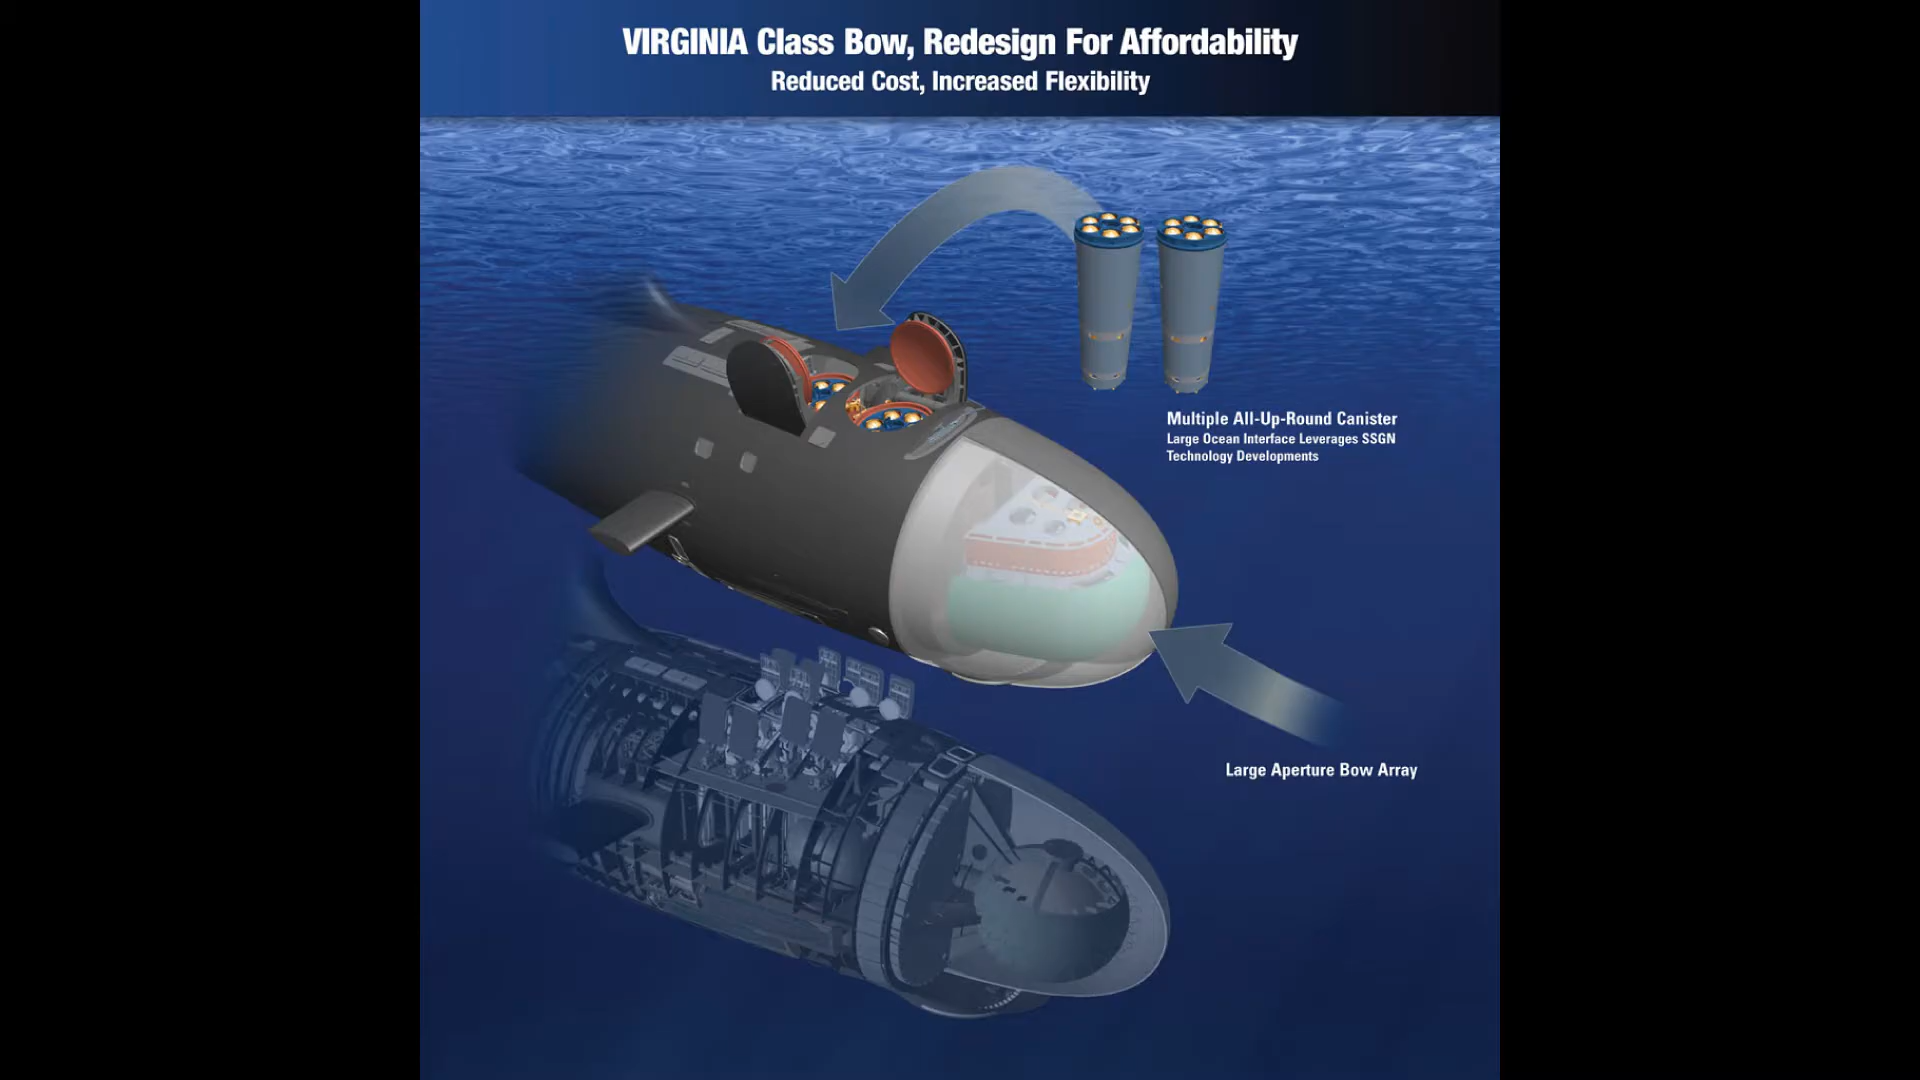 VIRGINIA Class Bow, Redesign For Affordability
Reduced Cost, Increased Flexibility
Multiple All-Up-Round Canister
Large Ocean Interface Leverages SSGN
Technology Developments
Large Aperture Bow Array